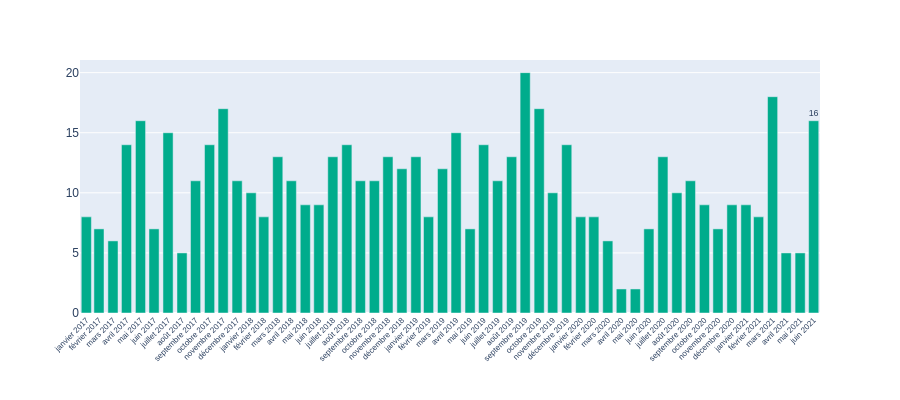 20
15
10
5
0
16
janvier 2017
février 2017
mars 2017
avril 2017
mai 2017
juin 2017
juillet 2017
août 2017
septembre 2017
octobre 2017
novembre 2017
décembre 2017
janvier 2018
février 2018
mars 2018
avril 2018
mai 2018
juin 2018
juillet 2018
août 2018
septembre 2018
octobre 2018
novembre 2018
décembre 2018
janvier 2019
février 2019
mars 2019
avril 2019
mai 2019
juin 2019
juillet 2019
août 2019
septembre 2019
octobre 2019
novembre 2019
décembre 2019
janvier 2020
février 2020
mars 2020
avril 2020
mai 2020
juin 2020
juillet 2020
août 2020
septembre 2020
octobre 2020
novembre 2020
décembre 2020
janvier 2021
février 2021
mars 2021
avril 2021
mai 2021
juin 2021